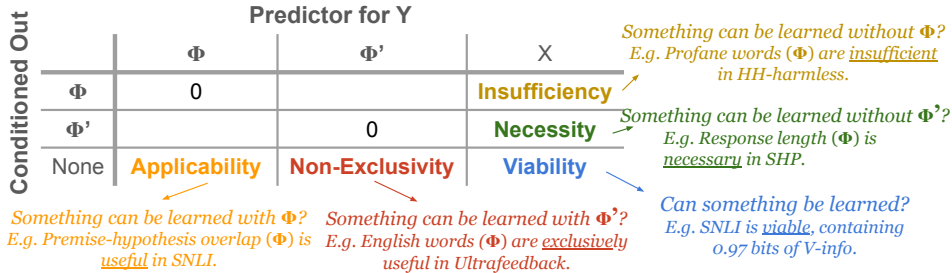 Predictor for Y
Conditioned Out
Φ Φ' X
Φ 0 Insufficiency
Φ' 0 Necessity
None Applicability Non-Exclusivity Viability
Something can be learned without Φ?
E.g. Profane words (Φ) are insufficient
in HH-harmless.
Something can be learned without Φ'?
E.g. Response length (Φ) is
necessary in SHP.
Something can be learned with Φ?
E.g. Premise-hypothesis overlap (Φ) is
useful in SNLI.
Something can be learned with Φ'?
E.g. English words (Φ) are exclusively
useful in Ultrafeedback.
Can something be learned?
E.g. SNLI is viable, containing
0.97 bits of V-info.